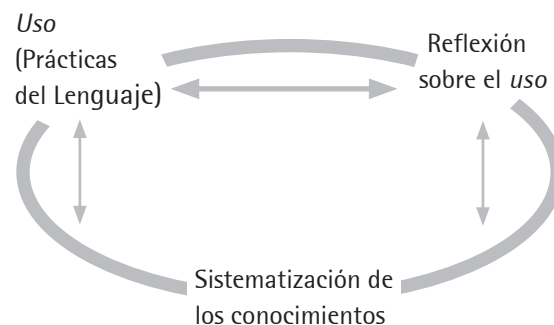 Uso
(Prácticas
del Lenguaje)
Reflexión
sobre el uso
Sistematización de
los conocimientos